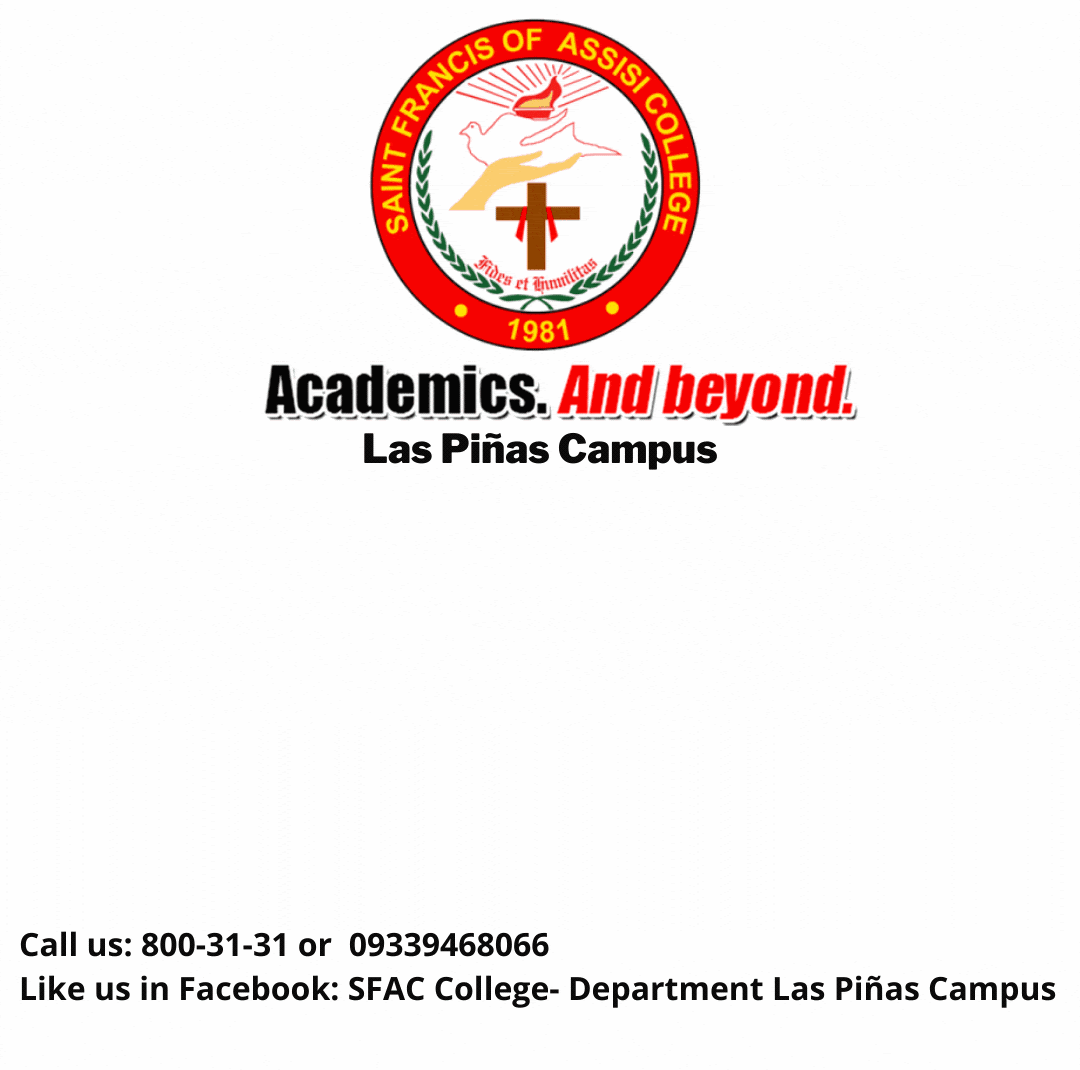 SAINT FRANCIS OF ASSISI COLLEGE
Fides et Humilitas
1981
Academics. And beyond.
Las Piñas Campus
Call us: 800-31-31 or 09339468066
Like us in Facebook: SFAC College- Department Las Piñas Campus